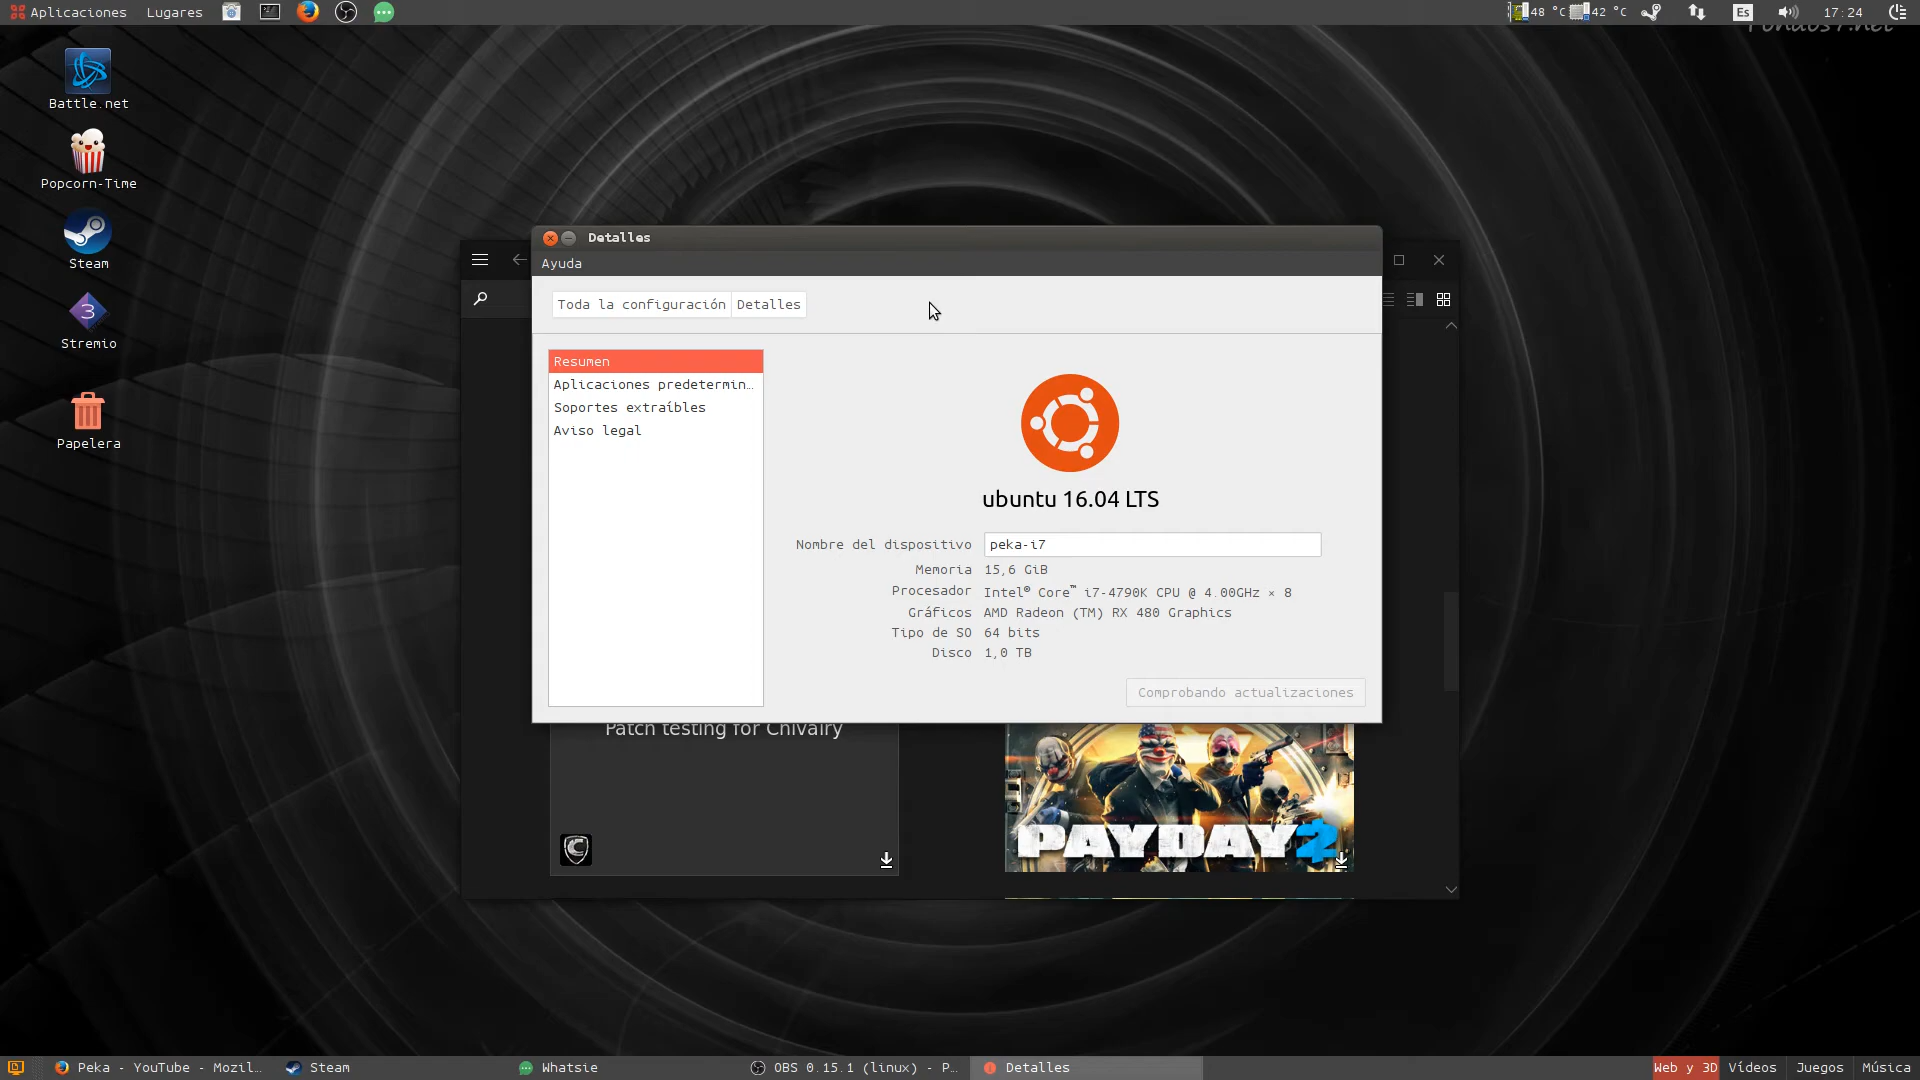 Aplicaciones Lugares 48 °C 42 °C Es 17:24
Fondos7.net
Battle.net
Popcorn-Time
Steam
3
Stremio
Papelera
Detalles
Ayuda
Toda la configuración Detalles
Resumen
Aplicaciones predetermin…
Soportes extraíbles
Aviso legal
ubuntu 16.04 LTS
Nombre del dispositivo peka-i7
Memoria 15,6 GiB
Procesador Intel® Core™ i7-4790K CPU @ 4.00GHz × 8
Gráficos AMD Radeon (TM) RX 480 Graphics
Tipo de SO 64 bits
Disco 1,0 TB
Comprobando actualizaciones
Patch testing for Chivalry
PAYDAY 2
Peka - YouTube - Mozil… Steam Whatsie OBS 0.15.1 (linux) - P… Detalles Web y 3D Vídeos Juegos Música